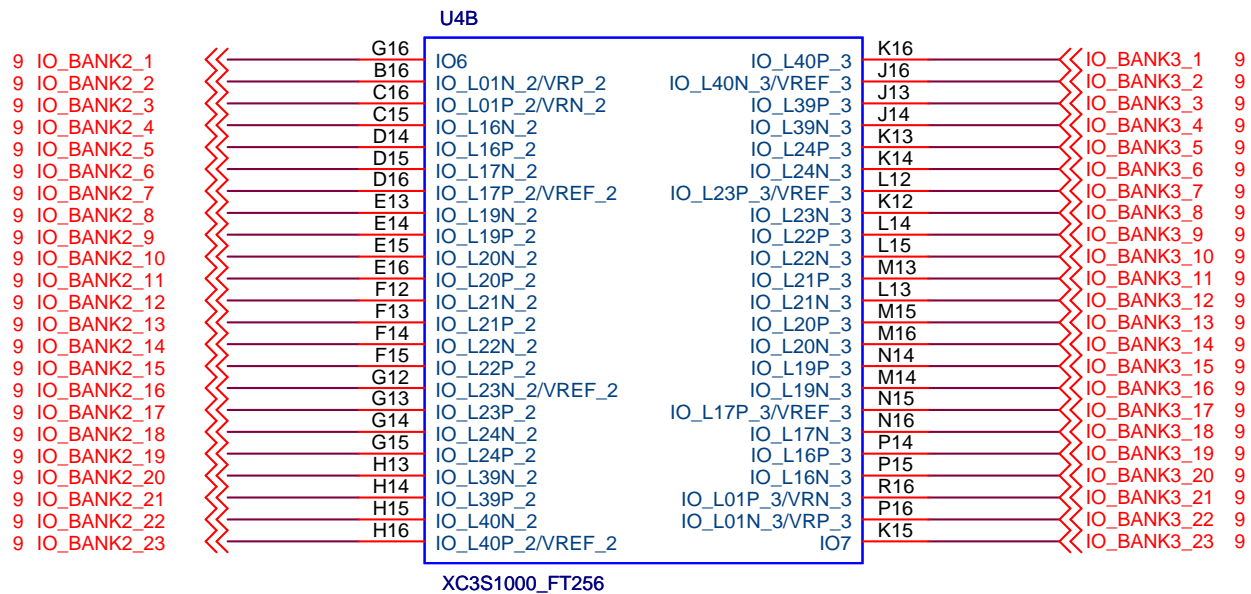 U4B
9 IO_BANK2_1 G16 IO6 IO_L40P_3 K16 IO_BANK3_1 9
9 IO_BANK2_2 B16 IO_L01N_2/VRP_2 IO_L40N_3/VREF_3 J16 IO_BANK3_2 9
9 IO_BANK2_3 C16 IO_L01P_2/VRN_2 IO_L39P_3 J13 IO_BANK3_3 9
9 IO_BANK2_4 C15 IO_L16N_2 IO_L39N_3 J14 IO_BANK3_4 9
9 IO_BANK2_5 D14 IO_L16P_2 IO_L24P_3 K13 IO_BANK3_5 9
9 IO_BANK2_6 D15 IO_L17N_2 IO_L24N_3 K14 IO_BANK3_6 9
9 IO_BANK2_7 D16 IO_L17P_2/VREF_2 IO_L23P_3/VREF_3 L12 IO_BANK3_7 9
9 IO_BANK2_8 E13 IO_L19N_2 IO_L23N_3 K12 IO_BANK3_8 9
9 IO_BANK2_9 E14 IO_L19P_2 IO_L22P_3 L14 IO_BANK3_9 9
9 IO_BANK2_10 E15 IO_L20N_2 IO_L22N_3 L15 IO_BANK3_10 9
9 IO_BANK2_11 E16 IO_L20P_2 IO_L21P_3 M13 IO_BANK3_11 9
9 IO_BANK2_12 F12 IO_L21N_2 IO_L21N_3 L13 IO_BANK3_12 9
9 IO_BANK2_13 F13 IO_L21P_2 IO_L20P_3 M15 IO_BANK3_13 9
9 IO_BANK2_14 F14 IO_L22N_2 IO_L20N_3 M16 IO_BANK3_14 9
9 IO_BANK2_15 F15 IO_L22P_2 IO_L19P_3 N14 IO_BANK3_15 9
9 IO_BANK2_16 G12 IO_L23N_2/VREF_2 IO_L19N_3 M14 IO_BANK3_16 9
9 IO_BANK2_17 G13 IO_L23P_2 IO_L17P_3/VREF_3 N15 IO_BANK3_17 9
9 IO_BANK2_18 G14 IO_L24N_2 IO_L17N_3 N16 IO_BANK3_18 9
9 IO_BANK2_19 G15 IO_L24P_2 IO_L16P_3 P14 IO_BANK3_19 9
9 IO_BANK2_20 H13 IO_L39N_2 IO_L16N_3 P15 IO_BANK3_20 9
9 IO_BANK2_21 H14 IO_L39P_2 IO_L01P_3/VRN_3 R16 IO_BANK3_21 9
9 IO_BANK2_22 H15 IO_L40N_2 IO_L01N_3/VRP_3 P16 IO_BANK3_22 9
9 IO_BANK2_23 H16 IO_L40P_2/VREF_2 IO7 K15 IO_BANK3_23 9
XC3S1000_FT256